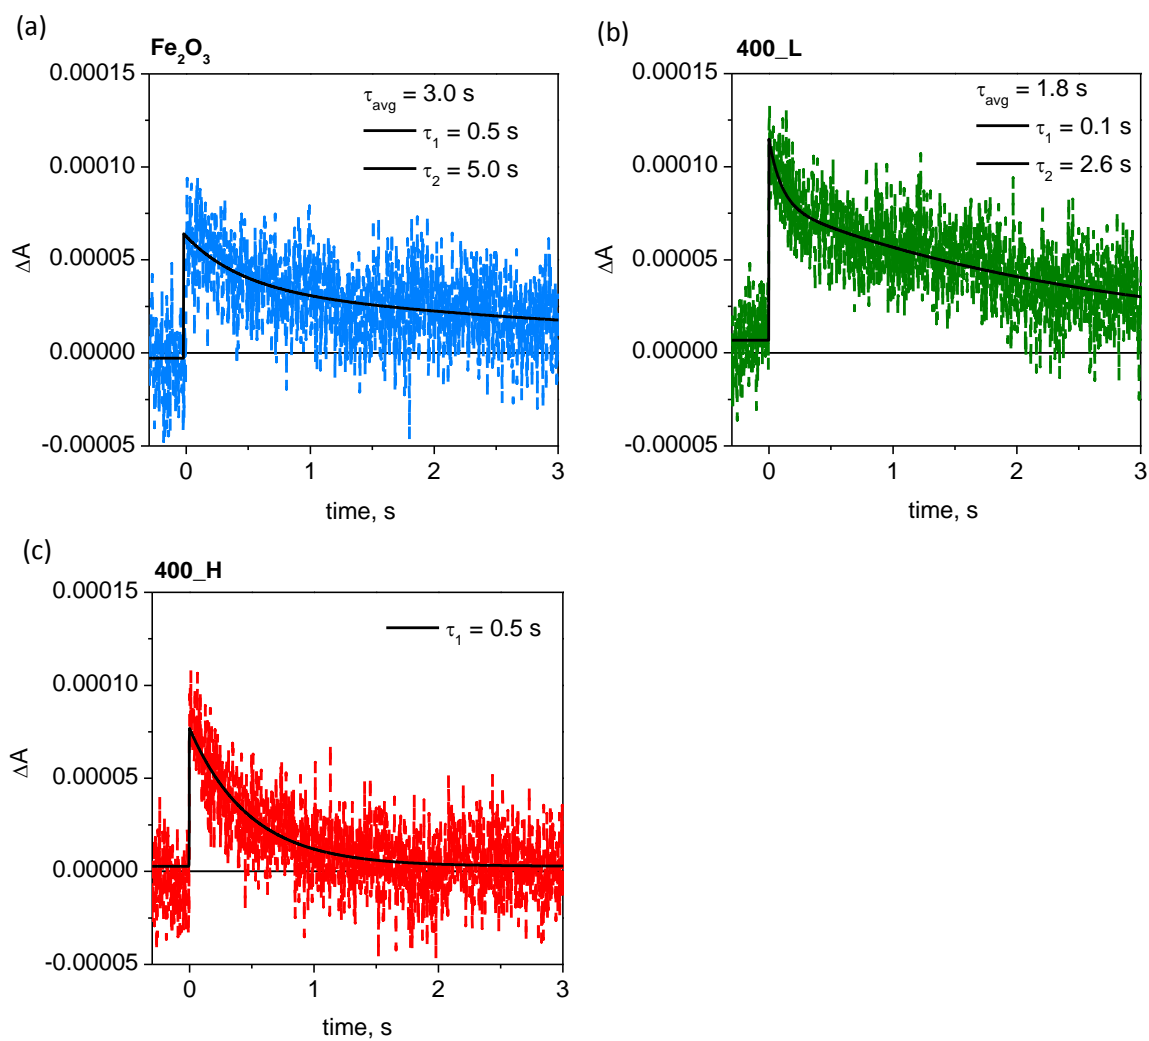 (a)
Fe₂O₃
0.00015
0.00010
0.00005
0.00000
-0.00005
ΔA
τavg = 3.0 s
τ₁ = 0.5 s
τ₂ = 5.0 s
0 1 2 3
time, s
(b)
400_L
0.00015
0.00010
0.00005
0.00000
-0.00005
ΔA
τavg = 1.8 s
τ₁ = 0.1 s
τ₂ = 2.6 s
0 1 2 3
time, s
(c)
400_H
0.00015
0.00010
0.00005
0.00000
-0.00005
ΔA
τ₁ = 0.5 s
0 1 2 3
time, s